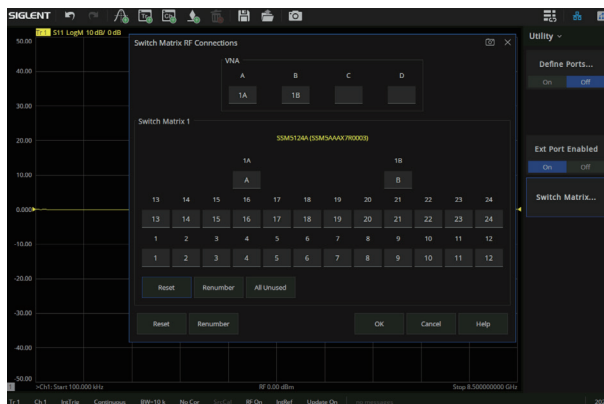 SIGLENT
Tr 1 S11 LogM 10 dB/ 0 dB
Utility
50.00
40.00
30.00
20.00
10.00
0.000
-10.00
-20.00
-30.00
-40.00
-50.00
Switch Matrix RF Connections
VNA
A B C D
1A 1B
Switch Matrix 1
SSM5124A (SSM5AAAX7R0003)
1A 1B
A B
13 14 15 16 17 18 19 20 21 22 23 24
13 14 15 16 17 18 19 20 21 22 23 24
1 2 3 4 5 6 7 8 9 10 11 12
1 2 3 4 5 6 7 8 9 10 11 12
Reset Renumber All Unused
Reset Renumber OK Cancel Help
Define Ports...
On Off
Ext Port Enabled
On Off
Switch Matrix...
>Ch1: Start 100.000 kHz RF 0.00 dBm Stop 8.500000000 GHz
Tr 1 Ch 1 IntTrig Continuous BW=10 k No Cor SrcCal RF On IntRef Update On no messages